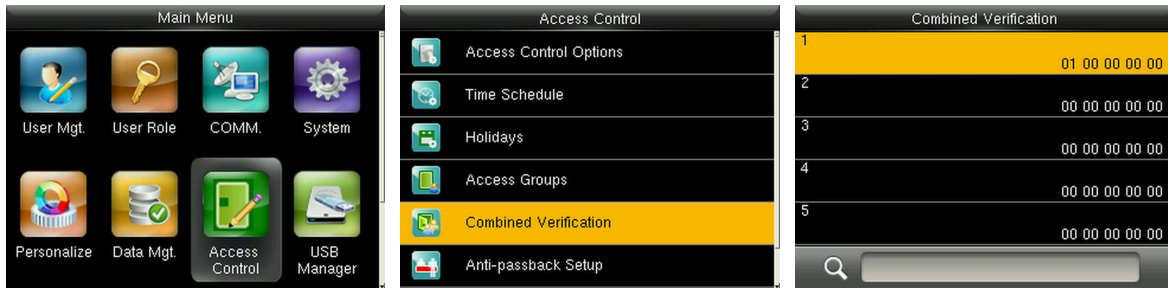 Main Menu
User Mgt.
User Role
COMM.
System
Personalize
Data Mgt.
Access
Control
USB
Manager
Access Control
Access Control Options
Time Schedule
Holidays
Access Groups
Combined Verification
Anti-passback Setup
Combined Verification
1
01 00 00 00 00
2
00 00 00 00 00
3
00 00 00 00 00
4
00 00 00 00 00
5
00 00 00 00 00